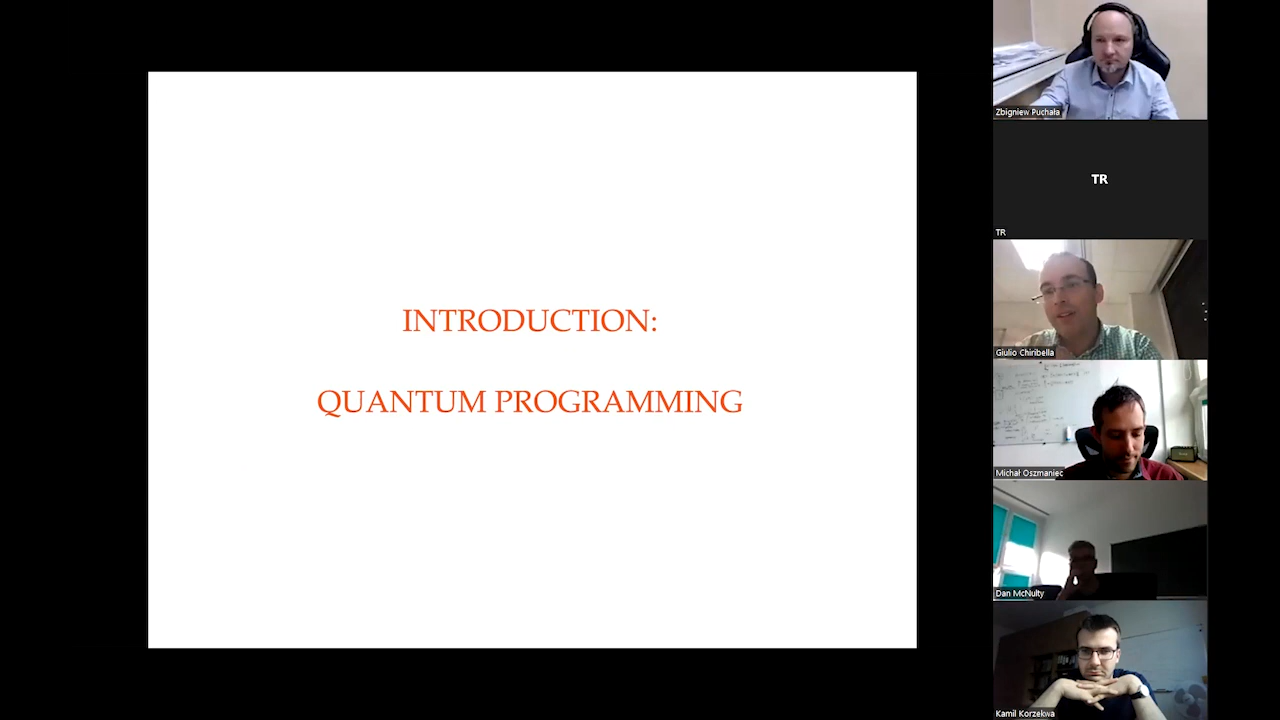 INTRODUCTION:
QUANTUM PROGRAMMING
Zbigniew Puchała
TR
TR
Giulio Chiribella
Michał Oszmaniec
Dan McNulty
Kamil Korzekwa